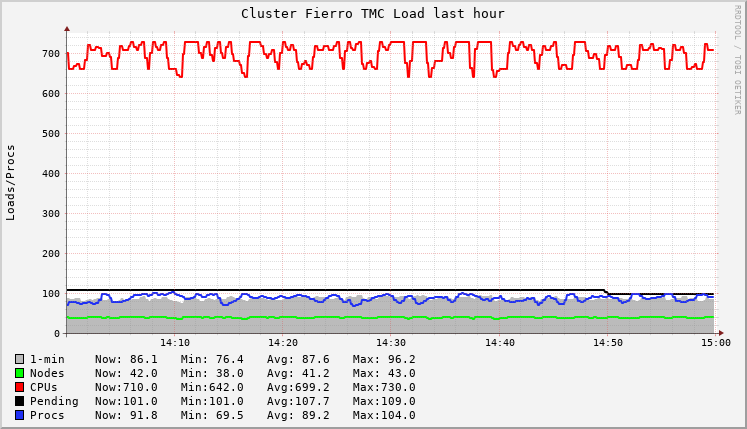 Cluster Fierro TMC Load last hour
RRDTOOL / TOBI OETIKER
Loads/Procs
700
600
500
400
300
200
100
0
14:10 14:20 14:30 14:40 14:50 15:00
1-min Now: 86.1 Min: 76.4 Avg: 87.6 Max: 96.2
Nodes Now: 42.0 Min: 38.0 Avg: 41.2 Max: 43.0
CPUs Now:710.0 Min:642.0 Avg:699.2 Max:730.0
Pending Now:101.0 Min:101.0 Avg:107.7 Max:109.0
Procs Now: 91.8 Min: 69.5 Avg: 89.2 Max:104.0